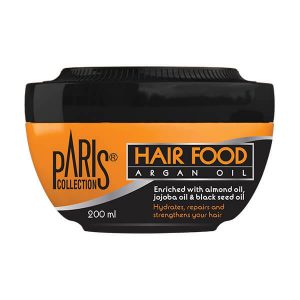 PARIS®
COLLECTION
200 ml
HAIR FOOD
ARGAN OIL
Enriched with almond oil,
jojoba oil & black seed oil
Hydrates, repairs and
strengthens your hair